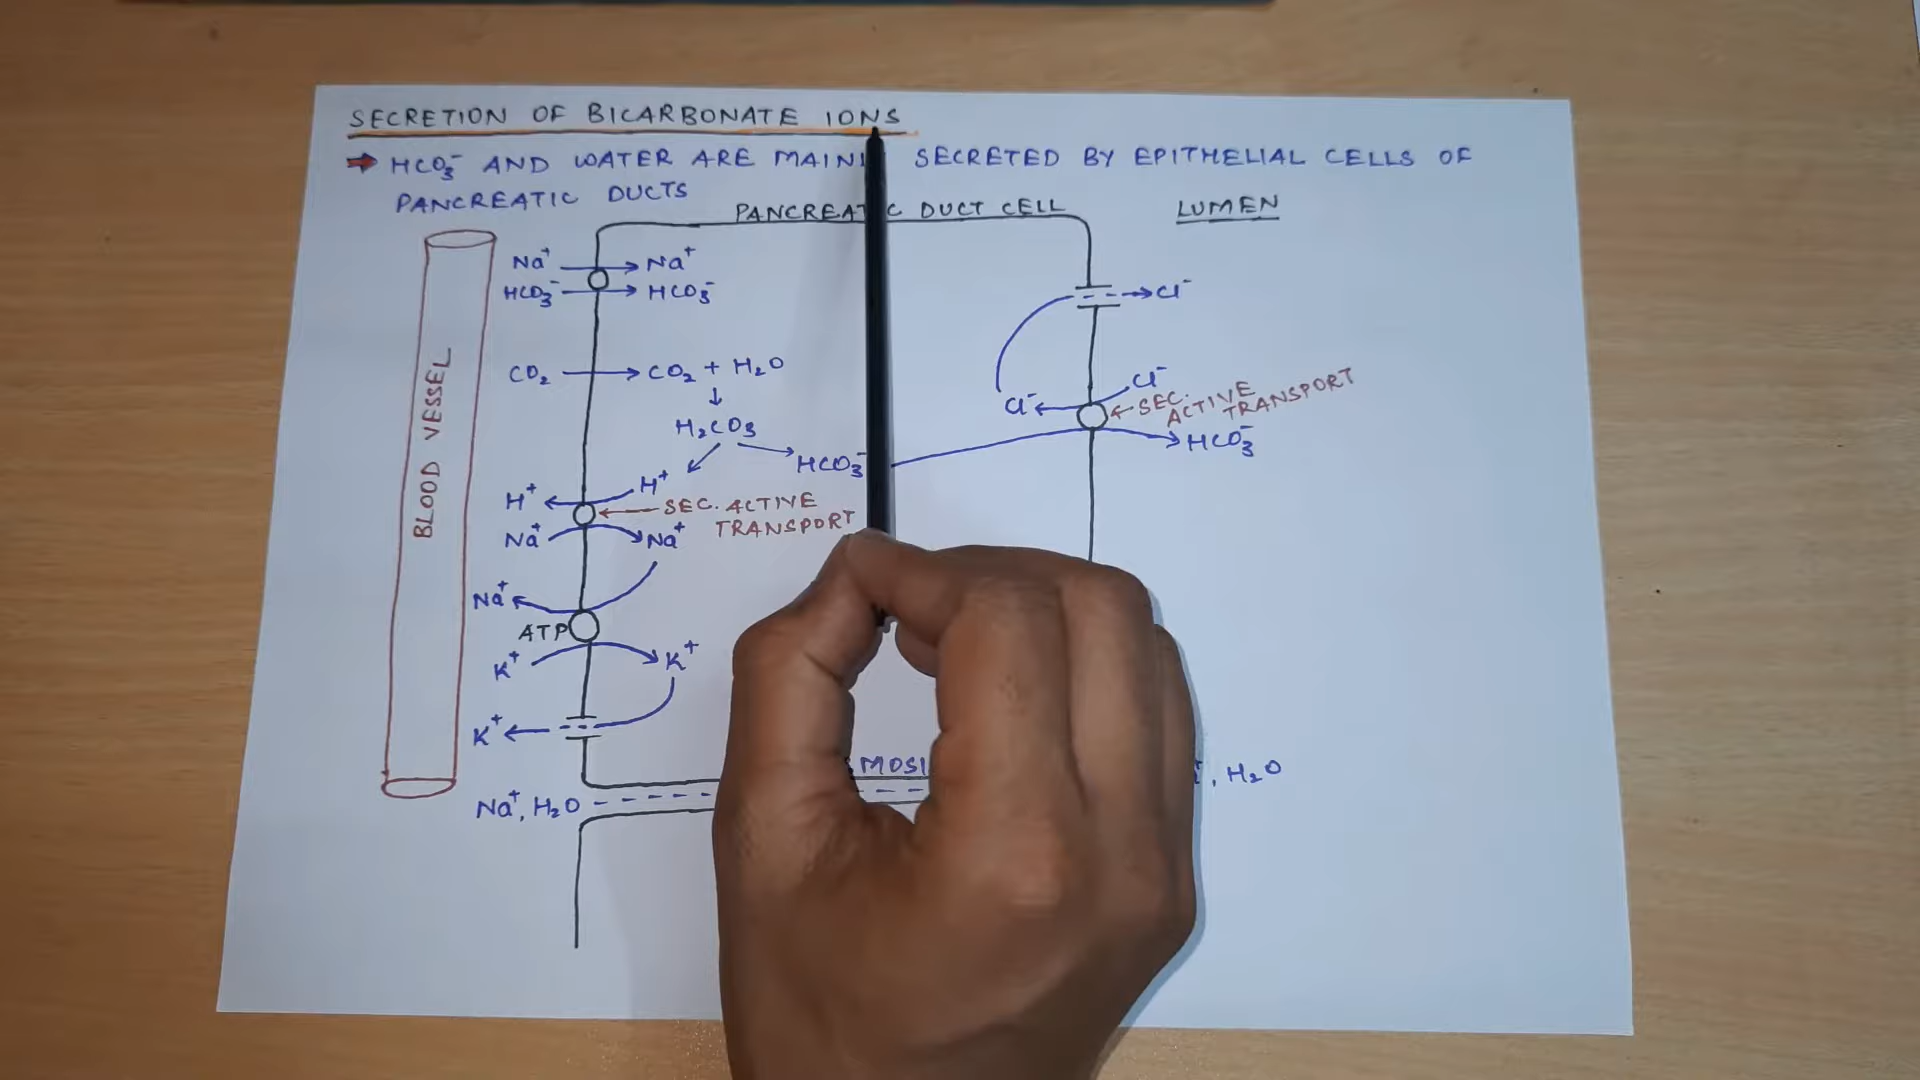 SECRETION OF BICARBONATE IONS
➔ HCO₃⁻ AND WATER ARE SECRETED BY EPITHELIAL CELLS OF
PANCREATIC DUCTS
DUCT CELL
LUMEN
Na⁺ → Na⁺
HCO₃⁻ → HCO₃⁻
→ Cl⁻
CO₂ → CO₂ + H₂O
↓
H₂CO₃
HCO₃⁻
Cl⁻
Cl⁻ ←
← SEC. ACTIVE TRANSPORT
HCO₃⁻
H⁺ ← H⁺
← SEC. ACTIVE
TRANSPORT
Na⁺ → Na⁺
Na⁺
ATP
K⁺ → K⁺
K⁺ ←
BLOOD VESSEL
Na⁺, H₂O
, H₂O